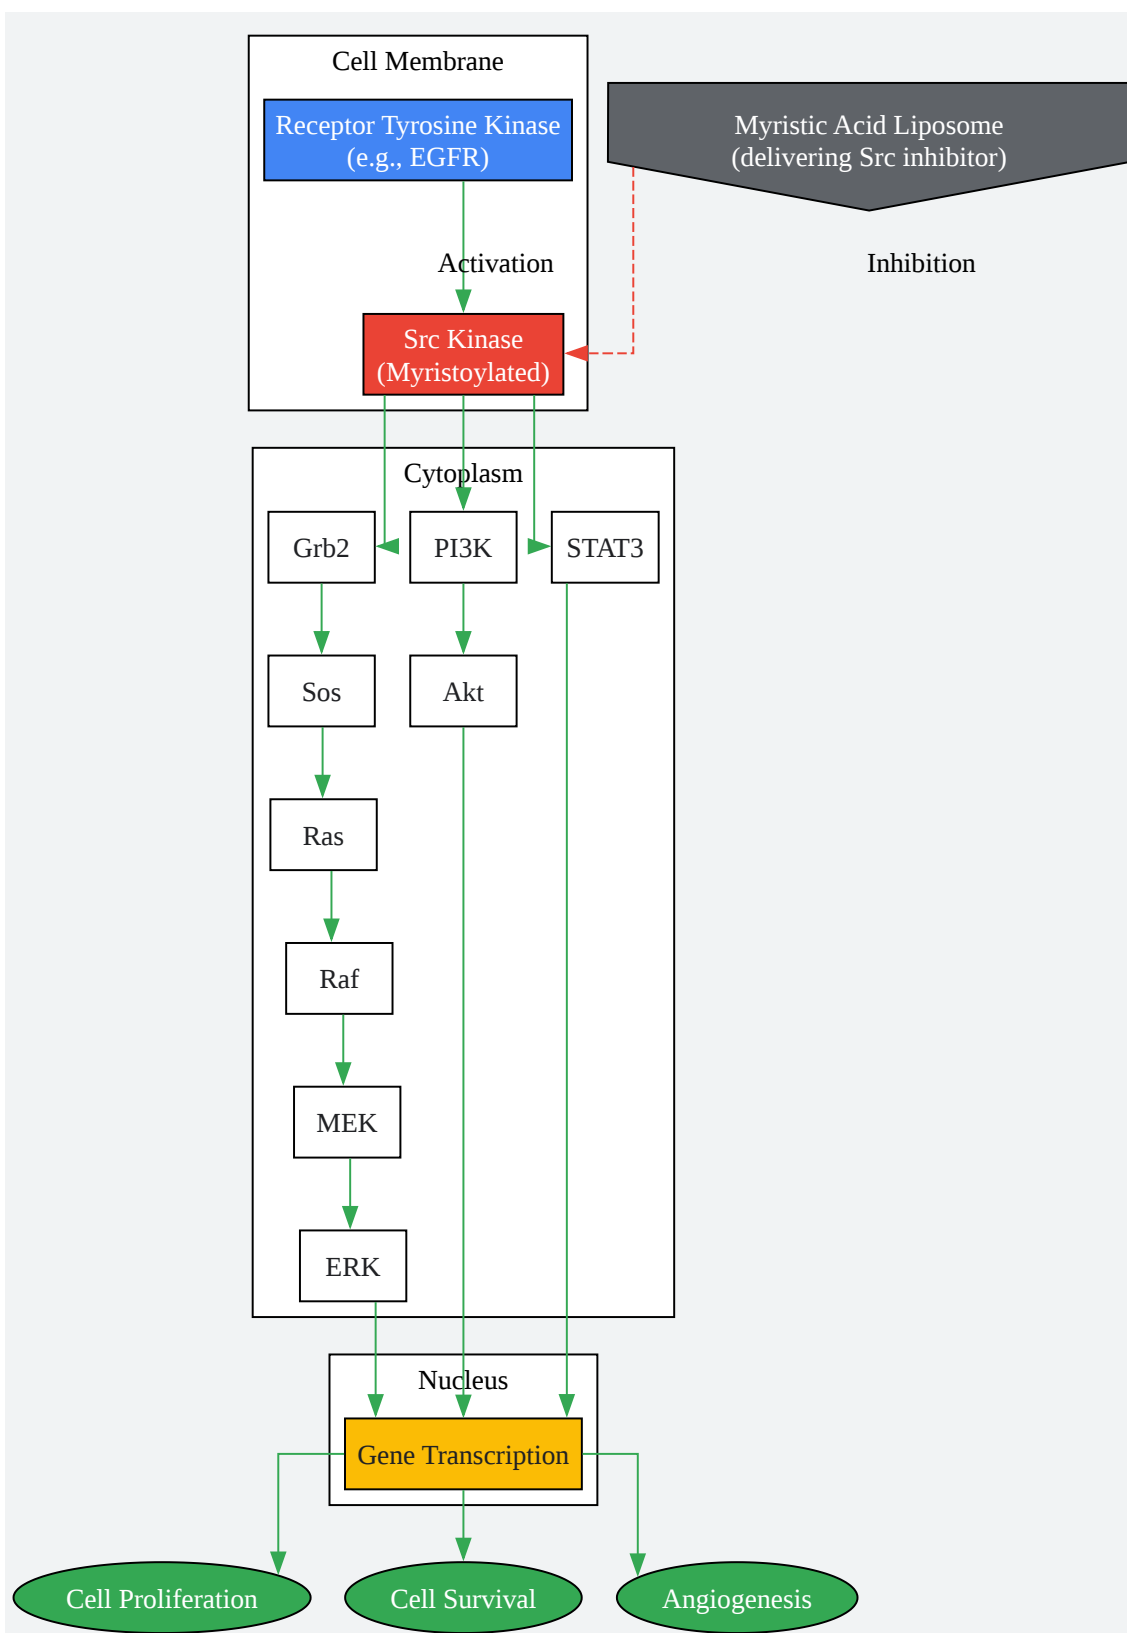 Cell Membrane
Receptor Tyrosine Kinase
(e.g., EGFR)
Myristic Acid Liposome
(delivering Src inhibitor)
Activation
Inhibition
Src Kinase
(Myristoylated)
Cytoplasm
Grb2
PI3K
STAT3
Sos
Akt
Ras
Raf
MEK
ERK
Nucleus
Gene Transcription
Cell Proliferation
Cell Survival
Angiogenesis